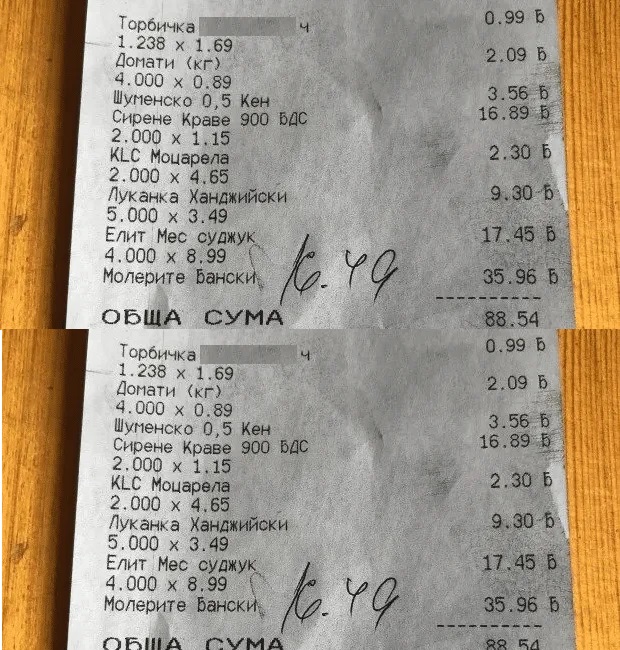 Торбичка ч 0.99 Б
1.238 x 1.69
Домати (кг) 2.09 Б
4.000 x 0.89
Шуменско 0,5 Кен 3.56 Б
Сирене Краве 900 БДС 16.89 Б
2.000 x 1.15
KLC Моцарела 2.30 Б
2.000 x 4.65
Луканка Ханджийски 9.30 Б
5.000 x 3.49
Елит Мес суджук 17.45 Б
4.000 x 8.99
Молерите Бански 35.96 Б
16.49
ОБЩА СУМА 88.54
Торбичка ч 0.99 Б
1.238 x 1.69
Домати (кг) 2.09 Б
4.000 x 0.89
Шуменско 0,5 Кен 3.56 Б
Сирене Краве 900 БДС 16.89 Б
2.000 x 1.15
KLC Моцарела 2.30 Б
2.000 x 4.65
Луканка Ханджийски 9.30 Б
5.000 x 3.49
Елит Мес суджук 17.45 Б
4.000 x 8.99
Молерите Бански 35.96 Б
16.49
ОБЩА СУМА 88.54